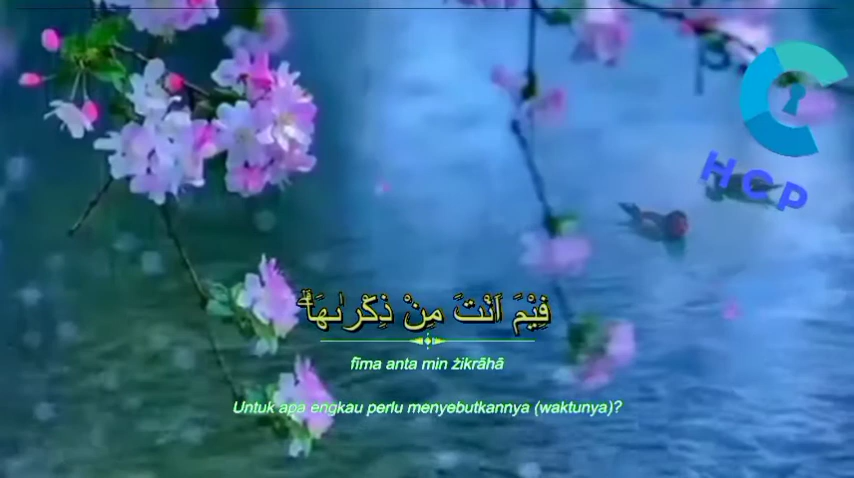 HCP
فِيْمَ اَنْتَ مِنْ ذِكْرٰىهَاۗ
fīma anta min żikrāhā
Untuk apa engkau perlu menyebutkannya (waktunya)?